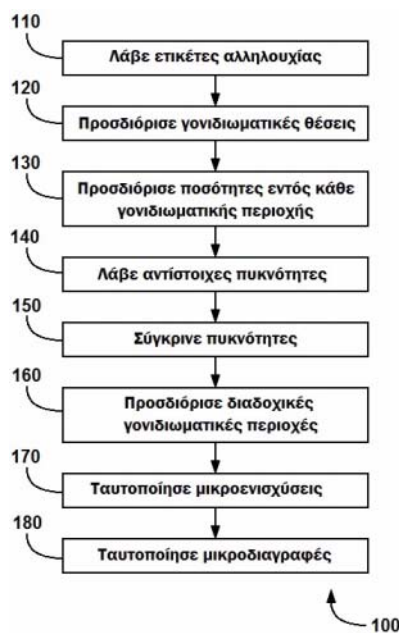 110
Λάβε ετικέτες αλληλουχίας
120
Προσδιόρισε γονιδιωματικές θέσεις
130
Προσδιόρισε ποσότητες εντός κάθε
γονιδιωματικής περιοχής
140
Λάβε αντίστοιχες πυκνότητες
150
Σύγκρινε πυκνότητες
160
Προσδιόρισε διαδοχικές
γονιδιωματικές περιοχές
170
Ταυτοποίησε μικροενισχύσεις
180
Ταυτοποίησε μικροδιαγραφές
100